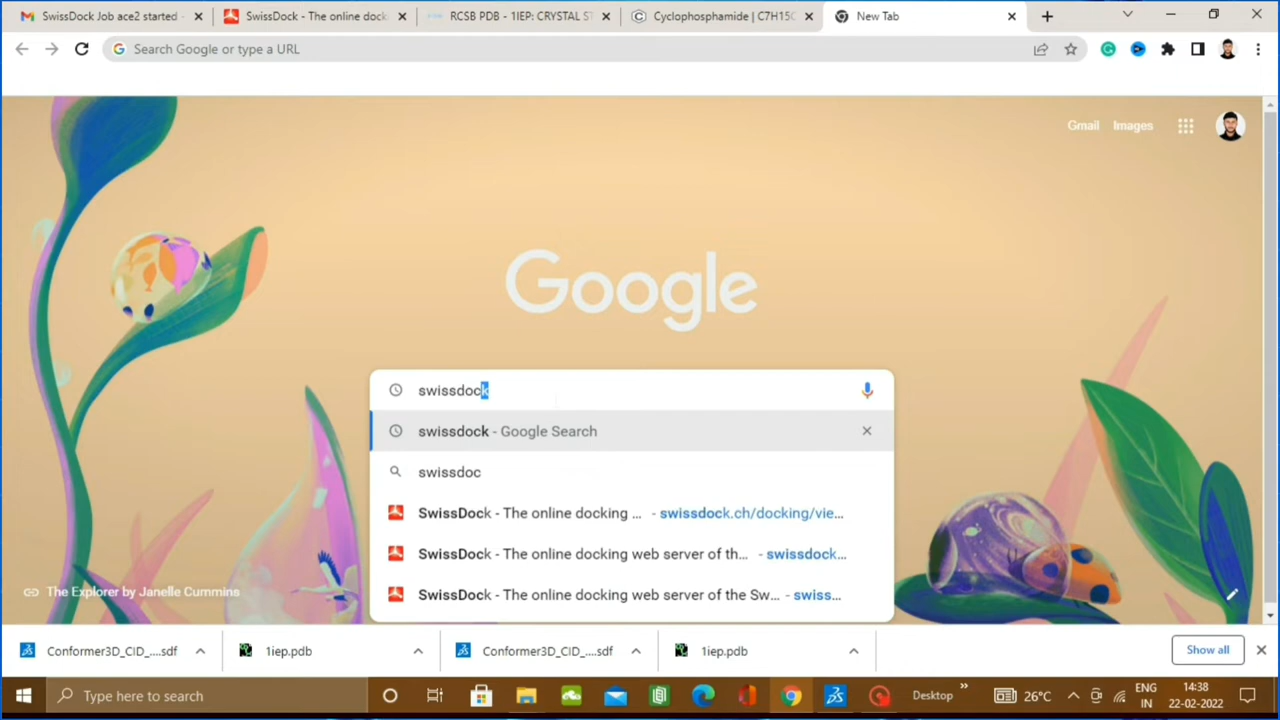 SwissDock Job ace2 started -
SwissDock - The online dock
RCSB PDB - 1IEP: CRYSTAL ST
Cyclophosphamide | C7H15C
New Tab
Search Google or type a URL
Gmail Images
Google
swissdock
swissdock - Google Search
swissdoc
SwissDock - The online docking ... - swissdock.ch/docking/vie...
SwissDock - The online docking web server of th... - swissdock...
SwissDock - The online docking web server of the Sw... - swiss...
The Explorer by Janelle Cummins
Conformer3D_CID_....sdf
1iep.pdb
Conformer3D_CID_....sdf
1iep.pdb
Show all
Type here to search
Desktop
26°C
ENG
IN
14:38
22-02-2022